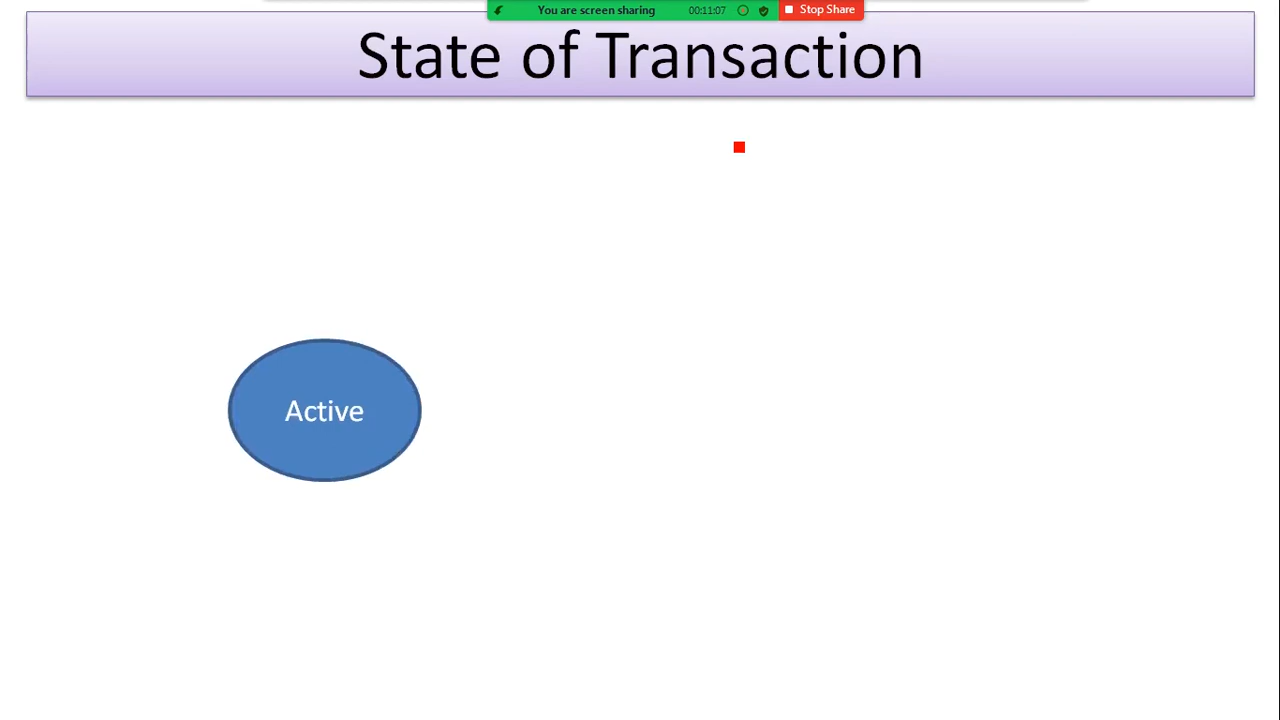 You are screen sharing 00:11:07 Stop Share
State of Transaction
Active